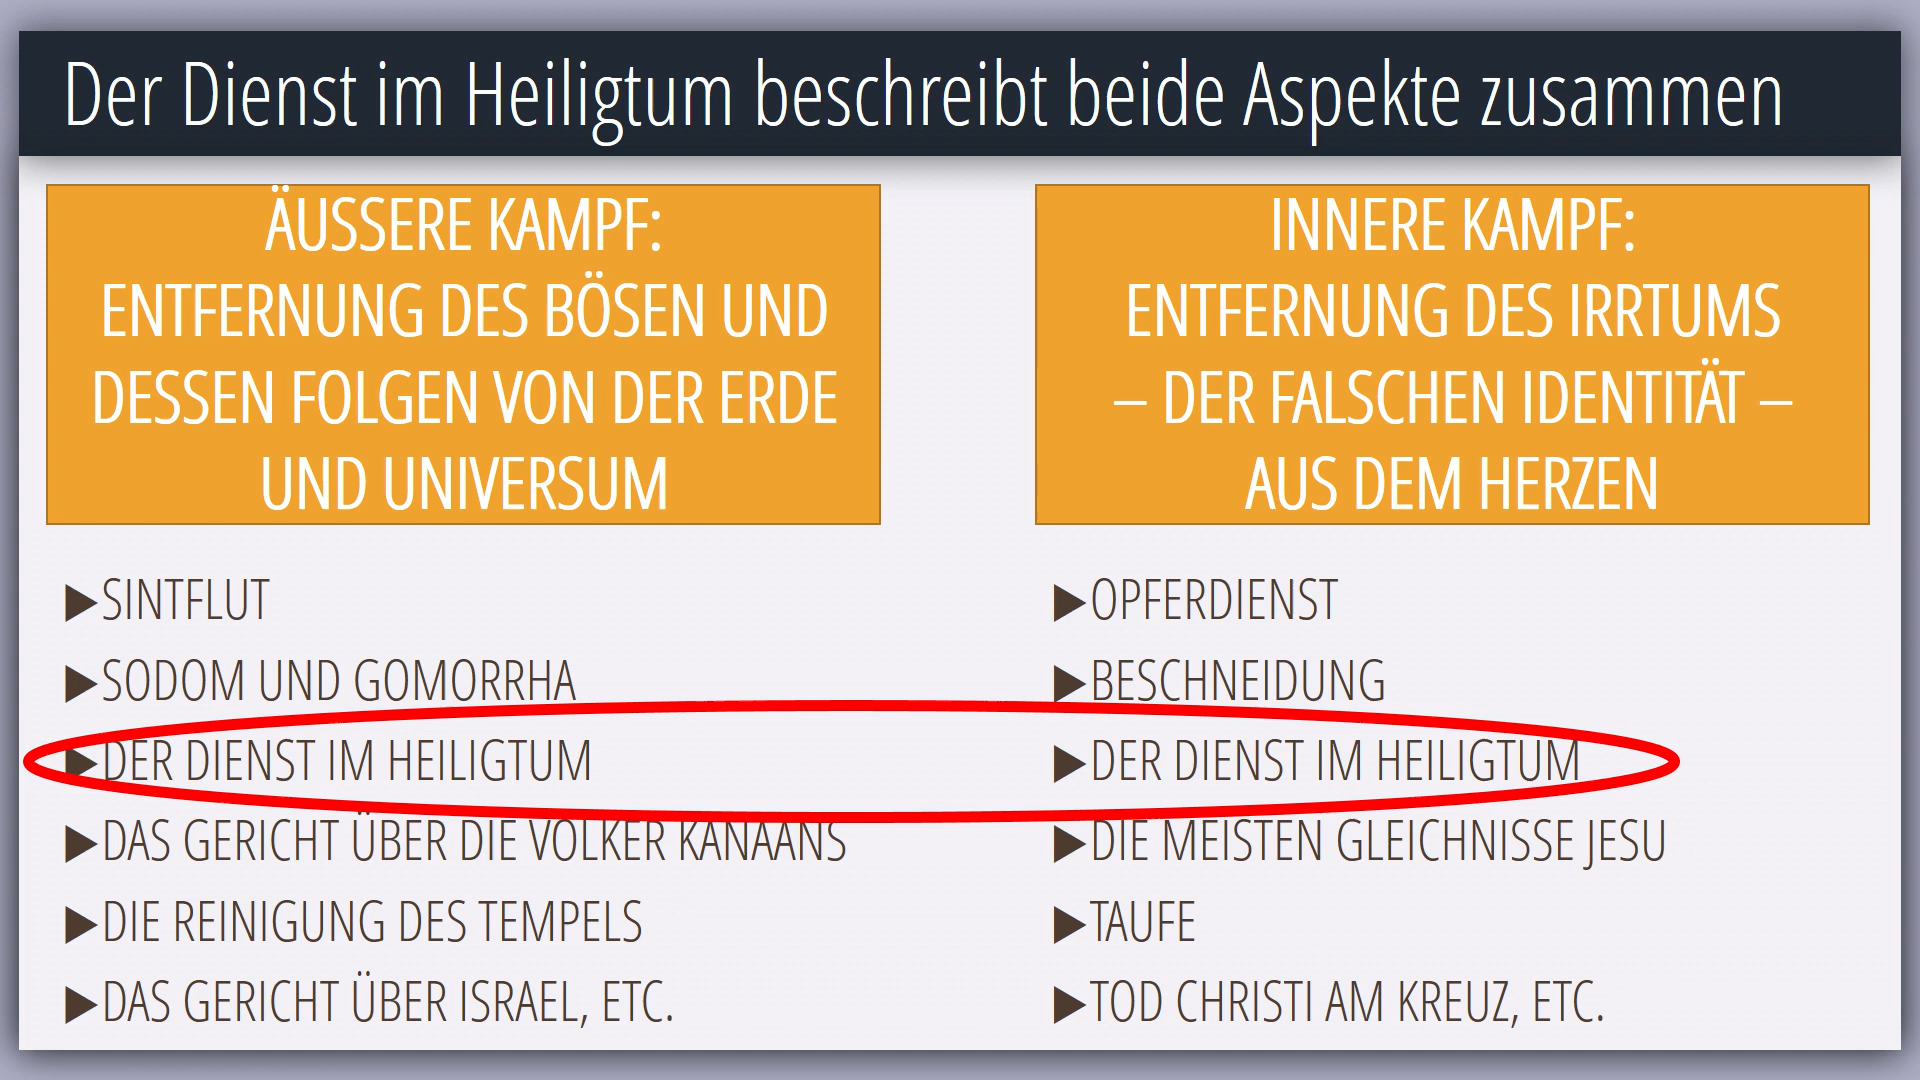 Der Dienst im Heiligtum beschreibt beide Aspekte zusammen
ÄUSSERE KAMPF:
ENTFERNUNG DES BÖSEN UND
DESSEN FOLGEN VON DER ERDE
UND UNIVERSUM
▶SINTFLUT
▶SODOM UND GOMORRHA
▶DER DIENST IM HEILIGTUM
▶DAS GERICHT ÜBER DIE VÖLKER KANAANS
▶DIE REINIGUNG DES TEMPELS
▶DAS GERICHT ÜBER ISRAEL, ETC.
INNERE KAMPF:
ENTFERNUNG DES IRRTUMS
– DER FALSCHEN IDENTITÄT –
AUS DEM HERZEN
▶OPFERDIENST
▶BESCHNEIDUNG
▶DER DIENST IM HEILIGTUM
▶DIE MEISTEN GLEICHNISSE JESU
▶TAUFE
▶TOD CHRISTI AM KREUZ, ETC.